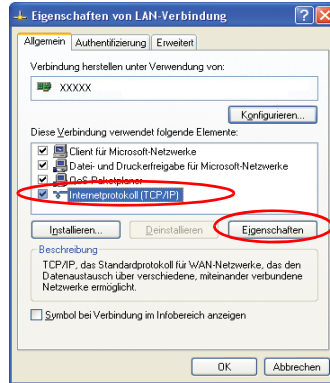 Eigenschaften von LAN-Verbindung
Allgemein Authentifizierung Erweitert
Verbindung herstellen unter Verwendung von:
XXXXX
Konfigurieren...
Diese Verbindung verwendet folgende Elemente:
Client für Microsoft-Netzwerke
Datei- und Druckerfreigabe für Microsoft-Netzwerke
QoS-Paketplaner
Internetprotokoll (TCP/IP)
Installieren... Deinstallieren Eigenschaften
Beschreibung
TCP/IP, das Standardprotokoll für WAN-Netzwerke, das den
Datenaustausch über verschiedene, miteinander verbundene
Netzwerke ermöglicht.
Symbol bei Verbindung im Infobereich anzeigen
OK Abbrechen